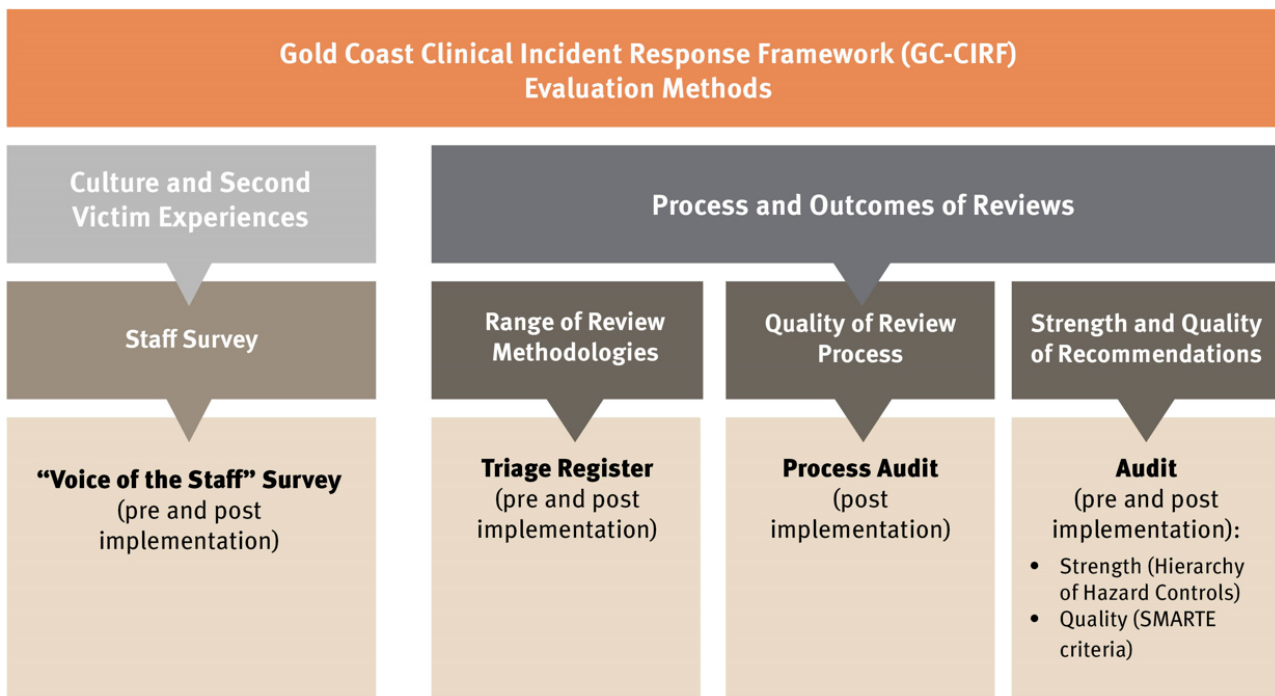 Gold Coast Clinical Incident Response Framework (GC-CIRF)
Evaluation Methods
Culture and Second
Victim Experiences
Process and Outcomes of Reviews
Staff Survey
Range of Review
Methodologies
Quality of Review
Process
Strength and Quality
of Recommendations
“Voice of the Staff” Survey
(pre and post
implementation)
Triage Register
(pre and post
implementation)
Process Audit
(post
implementation)
Audit
(pre and post
implementation):
• Strength (Hierarchy
of Hazard Controls)
• Quality (SMARTE
criteria)